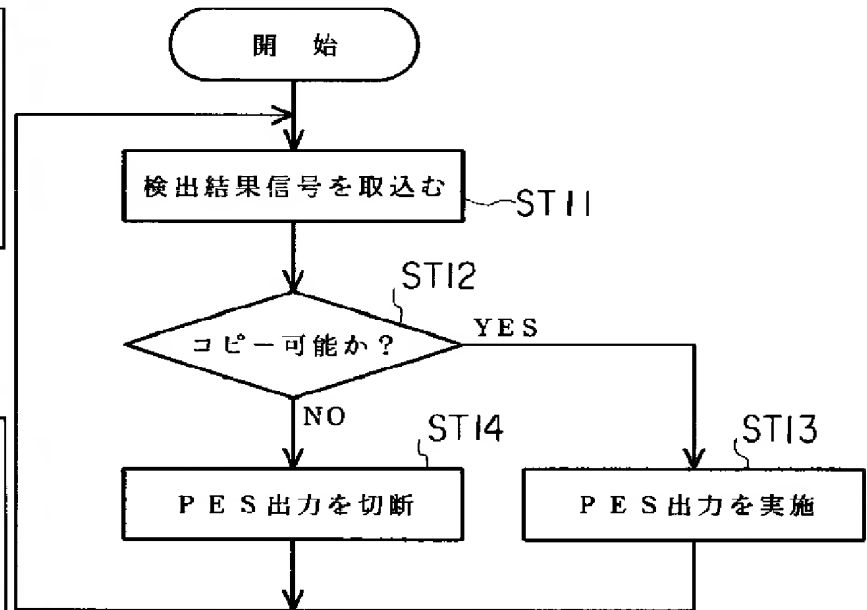 開 始
検出結果信号を取込む
ST11
ST12
コピー可能か？
YES
NO
ST14
ST13
PES出力を切断
PES出力を実施